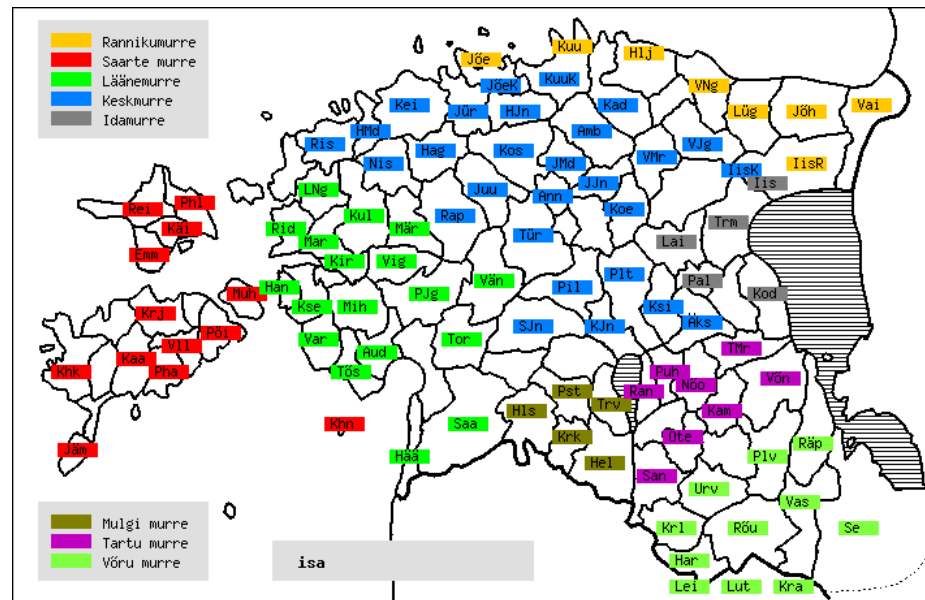 Rannikumurre
Saarte murre
Läänemurre
Keskmurre
Idamurre
Kuu
Hlj
Jõe
JõeK
KuuK
VNg
Kei
Jür
HJn
Kad
Lüg
Jõh
Vai
HMd
Ris
Amb
VJg
Nis
Hag
Kos
JMd
VMr
IisR
IisK
Iis
LNg
Juu
Ann
JJn
Rei
Phl
Kul
Rap
Koe
Trm
Käi
Rid
Mar
Mär
Tür
Lai
Emm
Kir
Vig
Plt
Pal
Muh
Han
Vän
Pil
Kod
PJg
Knj
Kse
Mih
Ksi
Äks
Põi
SJn
KJn
Vll
Var
Tor
TMr
Kaa
Aud
Khk
Pha
Tõs
Puh
Nõo
Võn
Pst
Ran
Trv
Hls
Kam
Khn
Saa
Krk
Ote
Räp
Jäm
Hää
Hel
Plv
San
Urv
Vas
Krl
Rõu
Se
Har
Lei
Lut
Kra
Mulgi murre
Tartu murre
Võru murre
isa